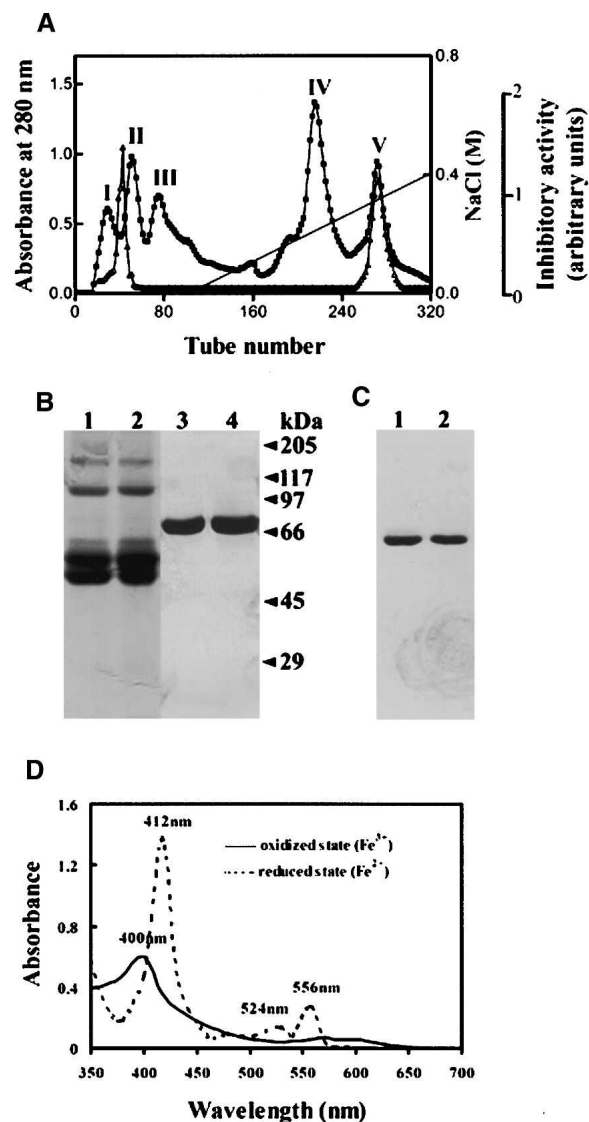 A
Absorbance at 280 nm
1.5
1.0
0.5
0.0
I
II
III
IV
V
0.8
0.4
0.0
NaCl (M)
2
1
0
Inhibitory activity
(arbitrary units)
0 80 160 240 320
Tube number
B
1 2 3 4 kDa
205
117
97
66
45
29
C
1 2
D
Absorbance
1.6
1.2
0.8
0.4
0
412nm
400nm
524nm
556nm
oxidized state (Fe3+)
reduced state (Fe2+)
350 400 450 500 550 600 650 700
Wavelength (nm)